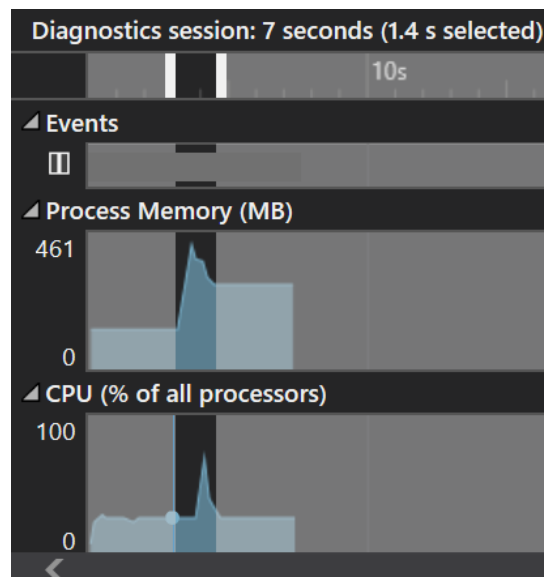 Diagnostics session: 7 seconds (1.4 s selected)
10s
Events
Process Memory (MB)
461
0
CPU (% of all processors)
100
0